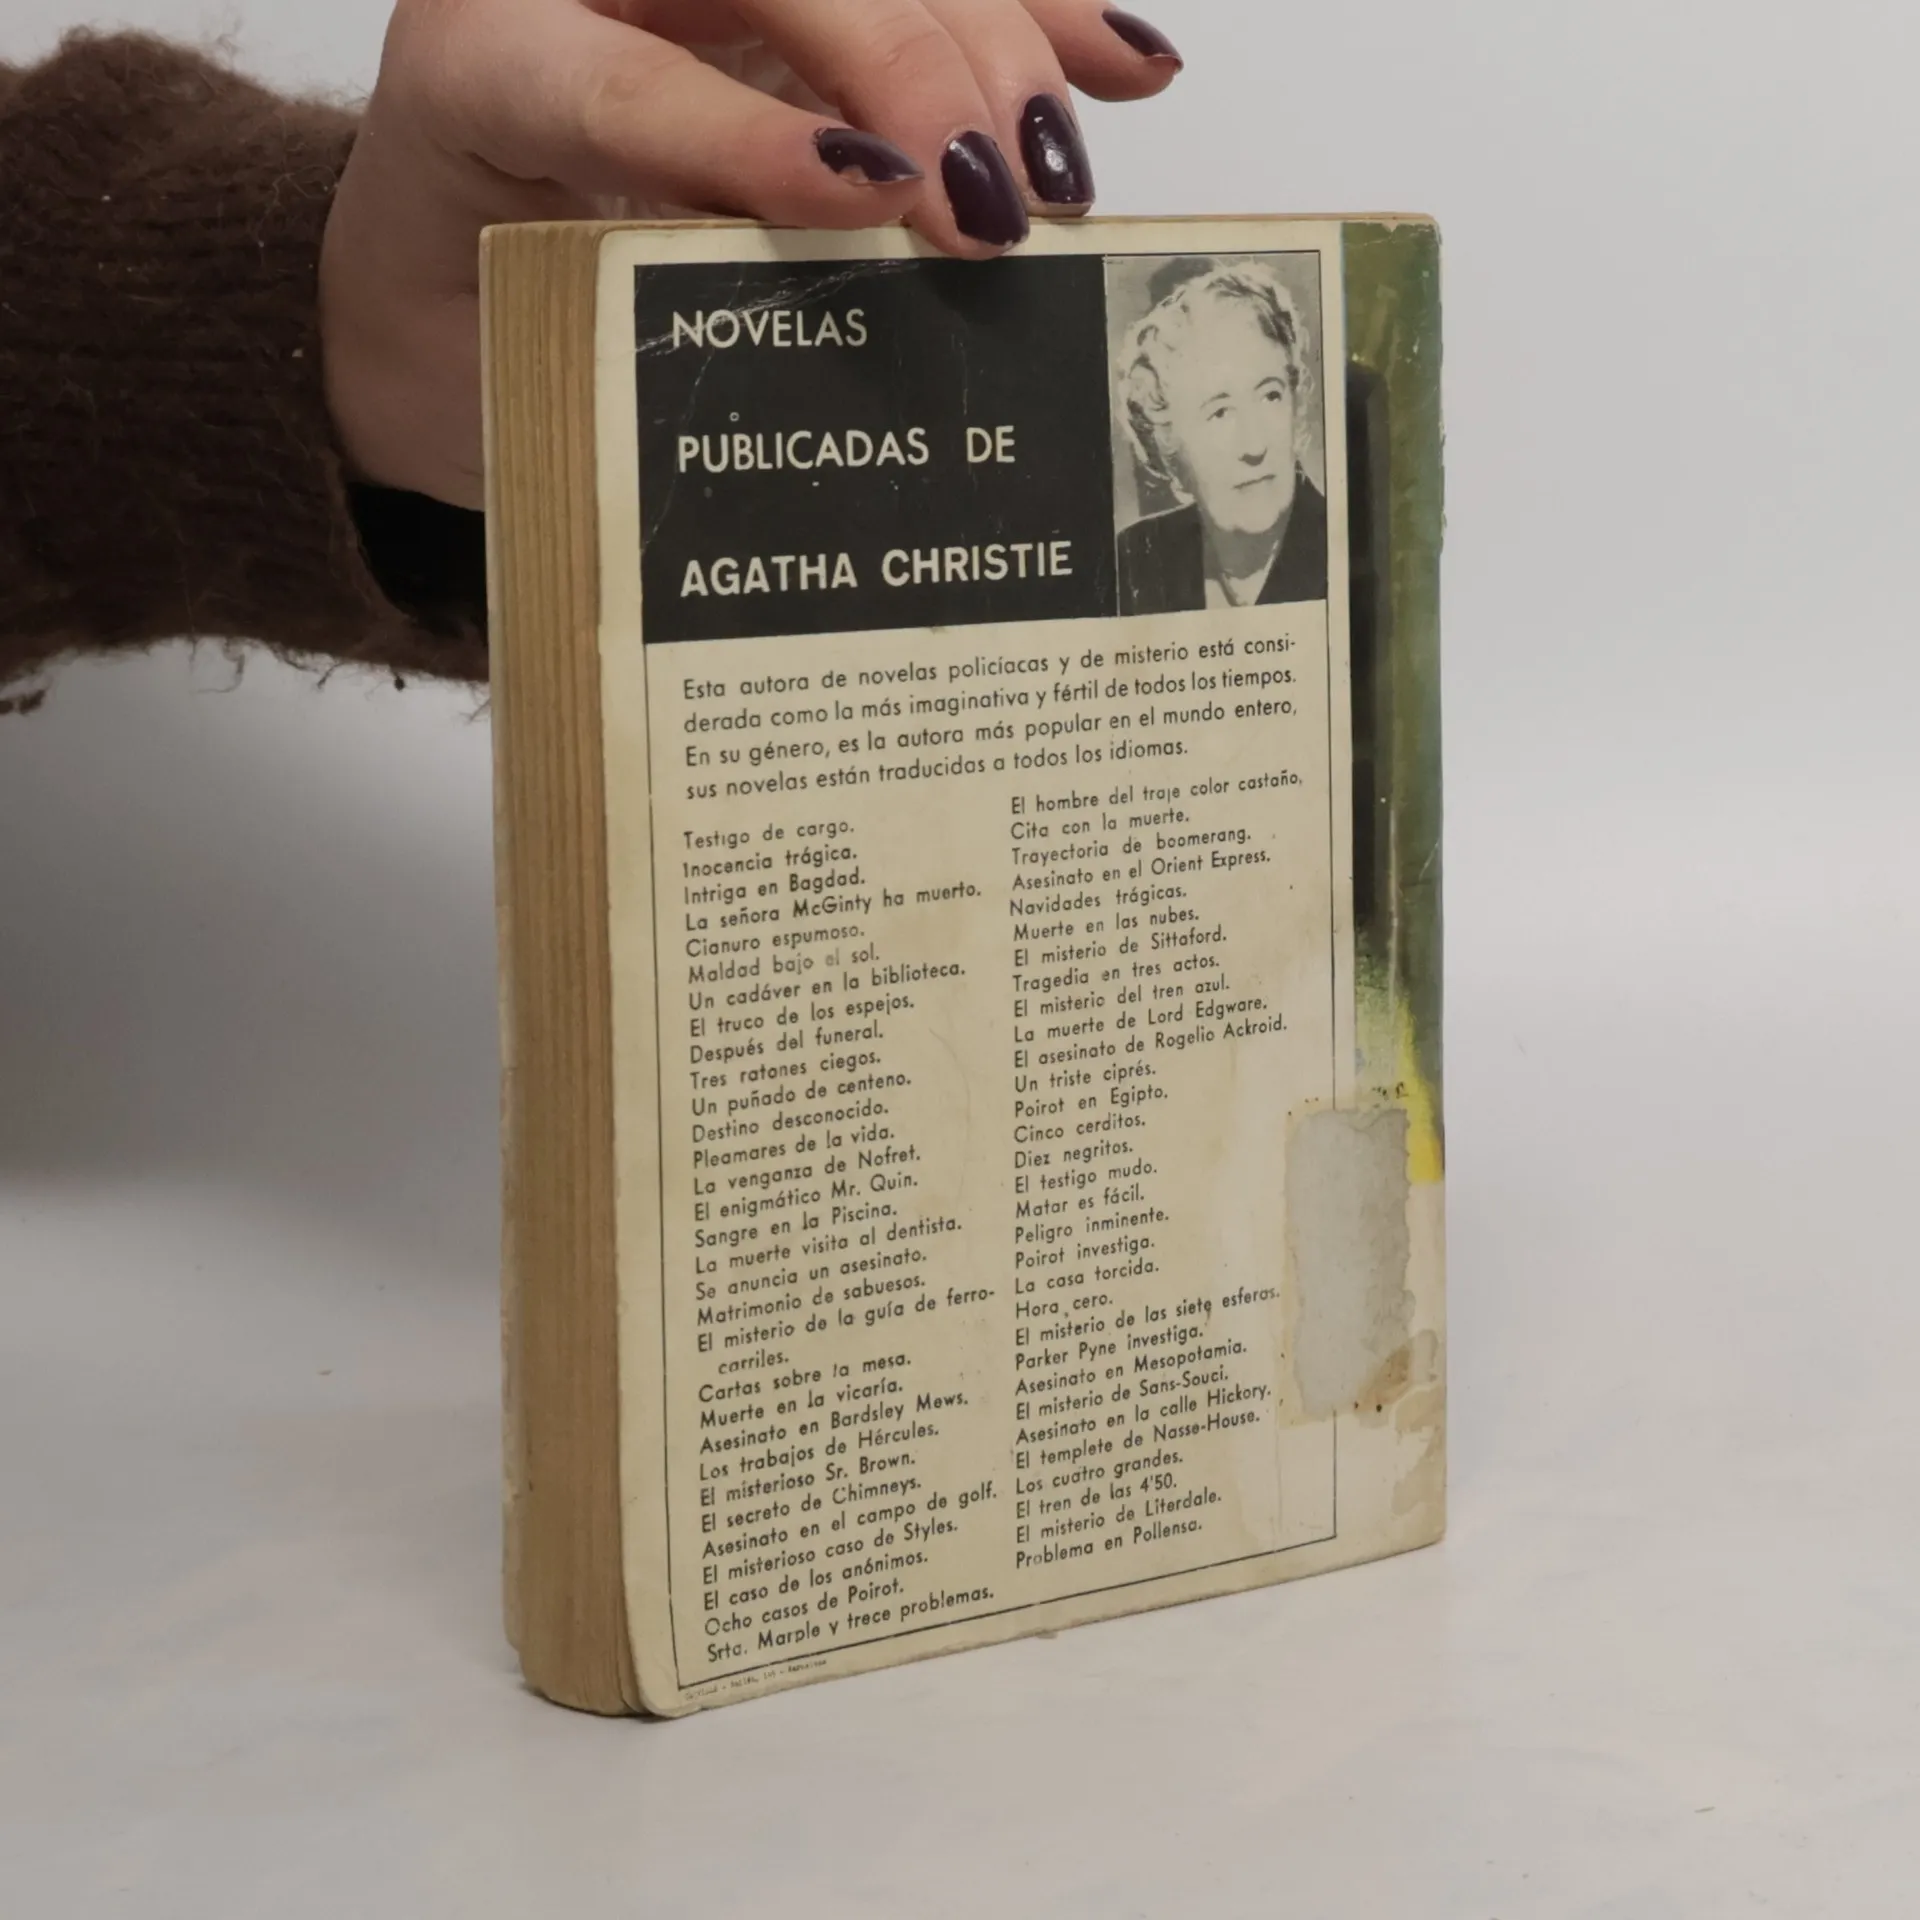 NOVELAS
PUBLICADAS DE
AGATHA CHRISTIE
Esta autora de novelas policíacas y de misterio está consi-
derada como la más imaginativa y fértil de todos los tiempos.
En su género, es la autora más popular en el mundo entero,
sus novelas están traducidas a todos los idiomas.
Testigo de cargo.
Inocencia trágica.
Intriga en Bagdad.
La señora McGinty ha muerto.
Cianuro espumoso.
Maldad bajo el sol.
Un cadáver en la biblioteca.
El truco de los espejos.
Después del funeral.
Tres ratones ciegos.
Un puñado de centeno.
Destino desconocido.
Pleamares de la vida.
La venganza de Nofret.
El enigmático Mr. Quin.
Sangre en la Piscina.
La muerte visita al dentista.
Se anuncia un asesinato.
Matrimonio de sabuesos.
El misterio de la guía de ferro-
carriles.
Cartas sobre la mesa.
Muerte en la vicaría.
Asesinato en Bardsley Mews.
Los trabajos de Hércules.
El misterioso Sr. Brown.
El secreto de Chimneys.
Asesinato en el campo de golf.
El misterioso caso de Styles.
El caso de los anónimos.
Ocho casos de Poirot.
Srta. Marple y trece problemas.
El hombre del traje color castaño,
Cita con la muerte.
Trayectoria de boomerang.
Asesinato en el Orient Express.
Navidades trágicas.
Muerte en las nubes.
El misterio de Sittaford.
Tragedia en tres actos.
El misterio del tren azul.
La muerte de Lord Edgware.
El asesinato de Rogelio Ackroid.
Un triste ciprés.
Poirot en Egipto.
Cinco cerditos.
Diez negritos.
El testigo mudo.
Matar es fácil.
Peligro inminente.
Poirot investiga.
La casa torcida.
Hora cero.
El misterio de las siete esferas.
Parker Pyne investiga.
Asesinato en Mesopotamia.
El misterio de Sans-Souci.
Asesinato en la calle Hickory.
El templete de Nasse-House.
Los cuatro grandes.
El tren de las 4'50.
El misterio de Literdale.
Problema en Pollensa.